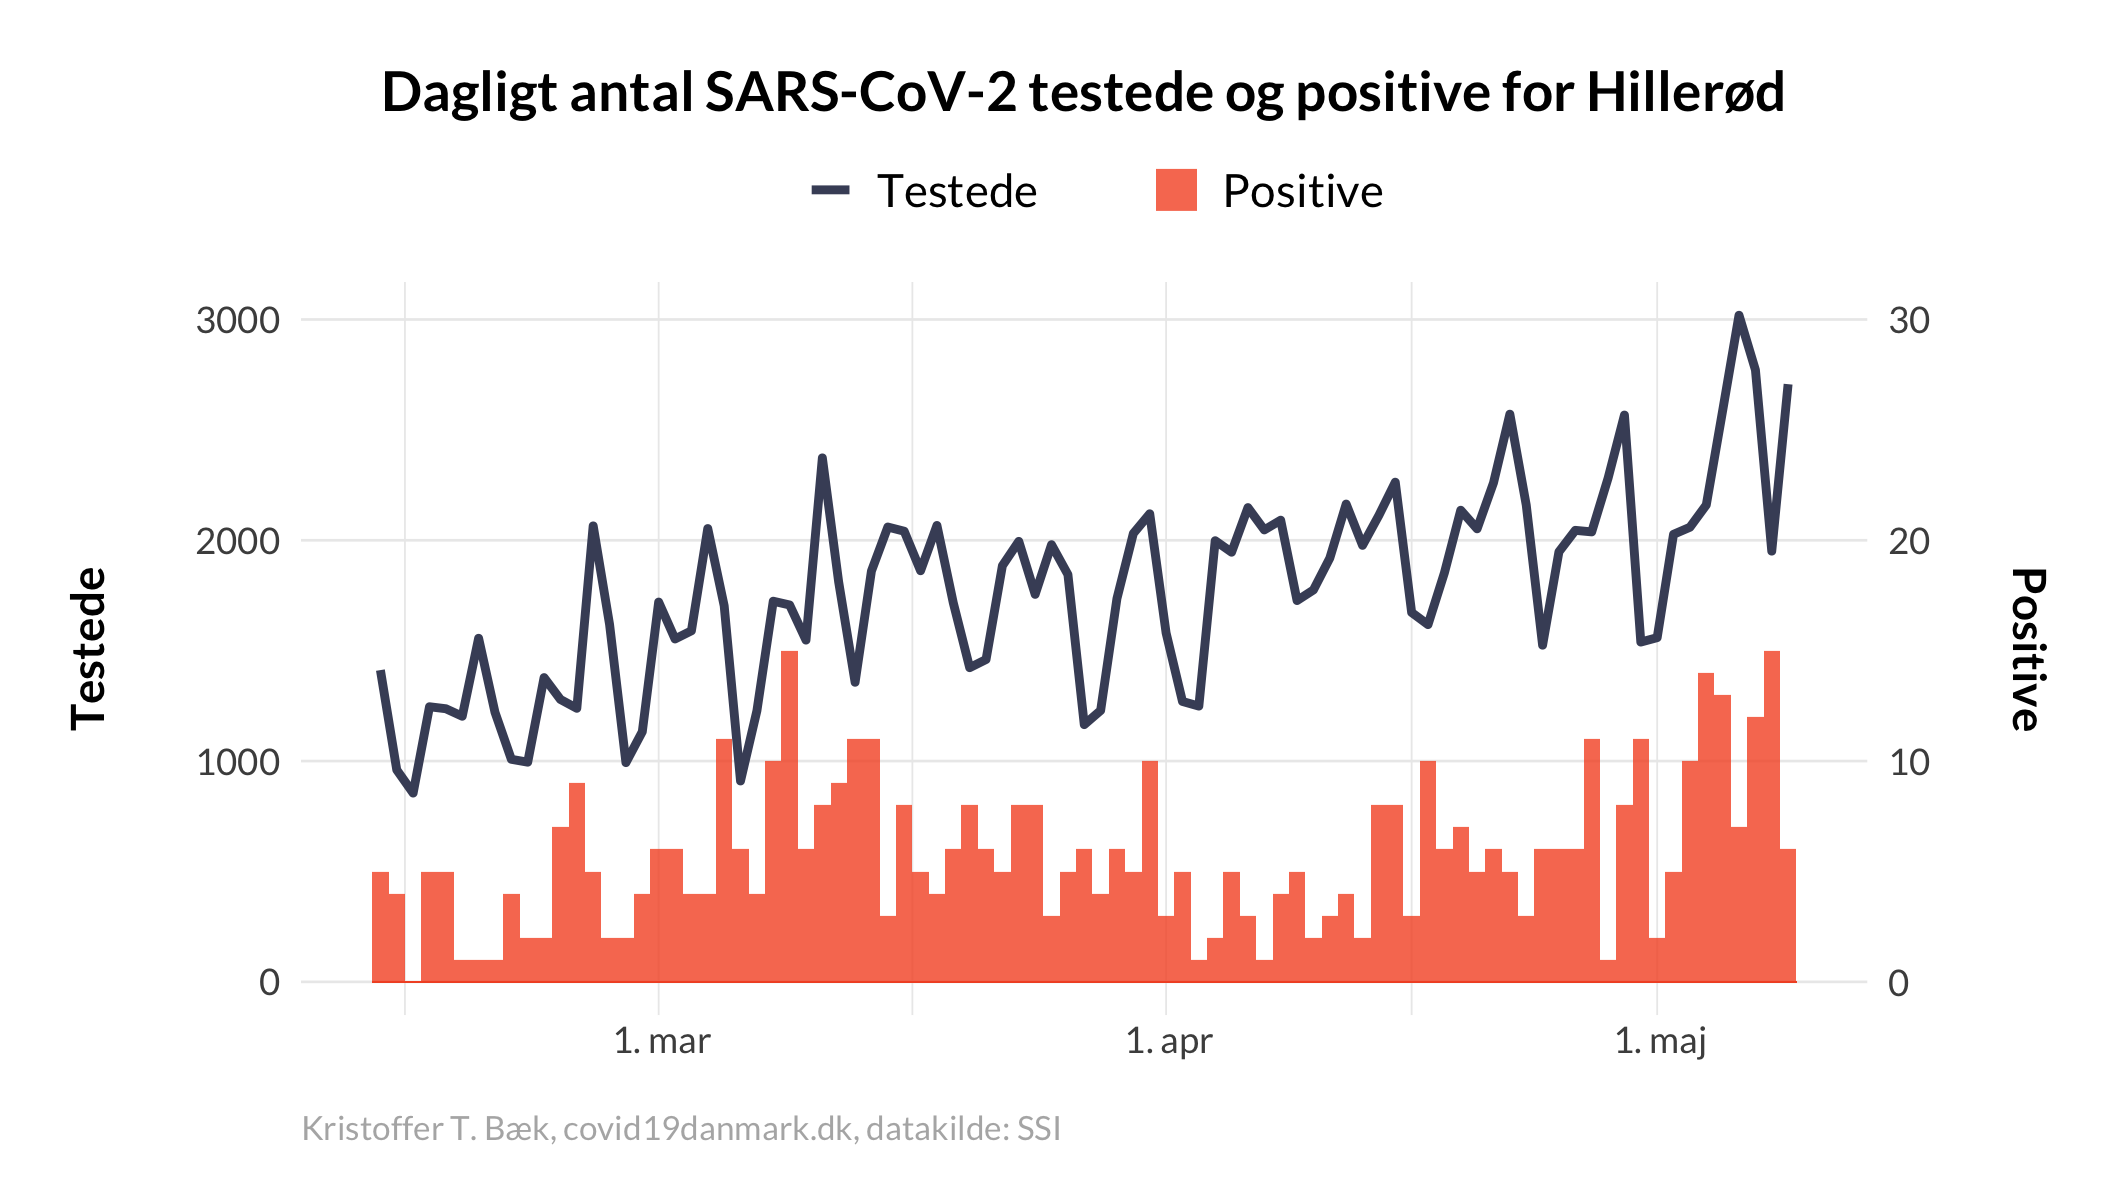 Dagligt antal SARS-CoV-2 testede og positive for Hillerød
Testede
Positive
3000
2000
1000
0
30
20
10
0
Testede
Positive
1. mar
1. apr
1. maj
Kristoffer T. Bæk, covid19danmark.dk, datakilde: SSI